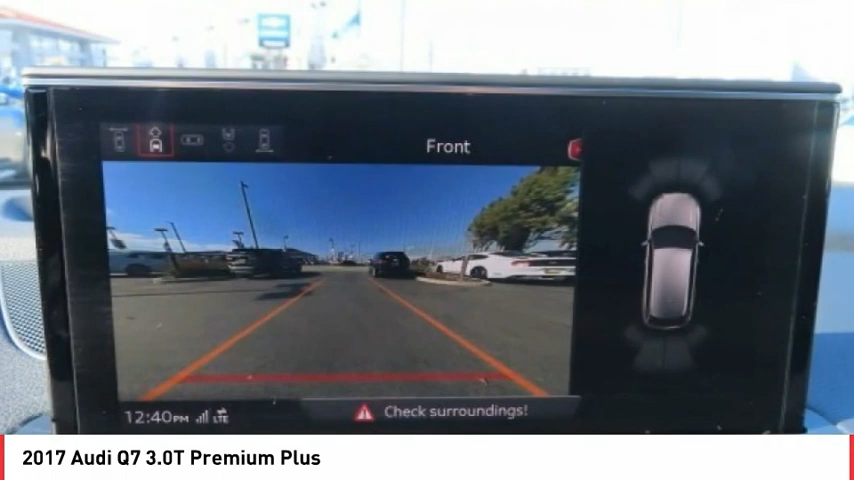 Front
12:40PM LTE
Check surroundings!
2017 Audi Q7 3.0T Premium Plus